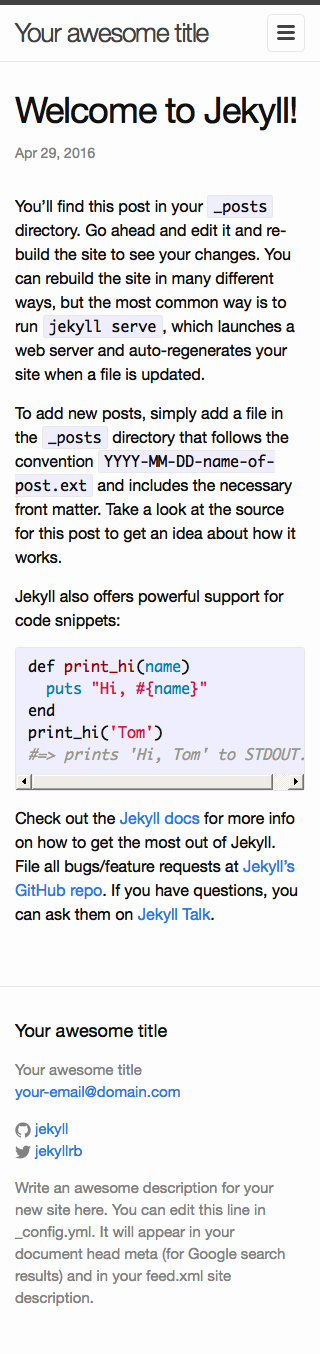 Your awesome title
Welcome to Jekyll!
Apr 29, 2016
You’ll find this post in your _posts
directory. Go ahead and edit it and re-
build the site to see your changes. You
can rebuild the site in many different
ways, but the most common way is to
run jekyll serve, which launches a
web server and auto-regenerates your
site when a file is updated.
To add new posts, simply add a file in
the _posts directory that follows the
convention YYYY-MM-DD-name-of-
post.ext and includes the necessary
front matter. Take a look at the source
for this post to get an idea about how it
works.
Jekyll also offers powerful support for
code snippets:
def print_hi(name)
  puts "Hi, #{name}"
end
print_hi('Tom')
#=> prints 'Hi, Tom' to STDOUT.
Check out the Jekyll docs for more info
on how to get the most out of Jekyll.
File all bugs/feature requests at Jekyll’s
GitHub repo. If you have questions, you
can ask them on Jekyll Talk.
Your awesome title
Your awesome title
your-email@domain.com
jekyll
jekyllrb
Write an awesome description for your
new site here. You can edit this line in
_config.yml. It will appear in your
document head meta (for Google search
results) and in your feed.xml site
description.